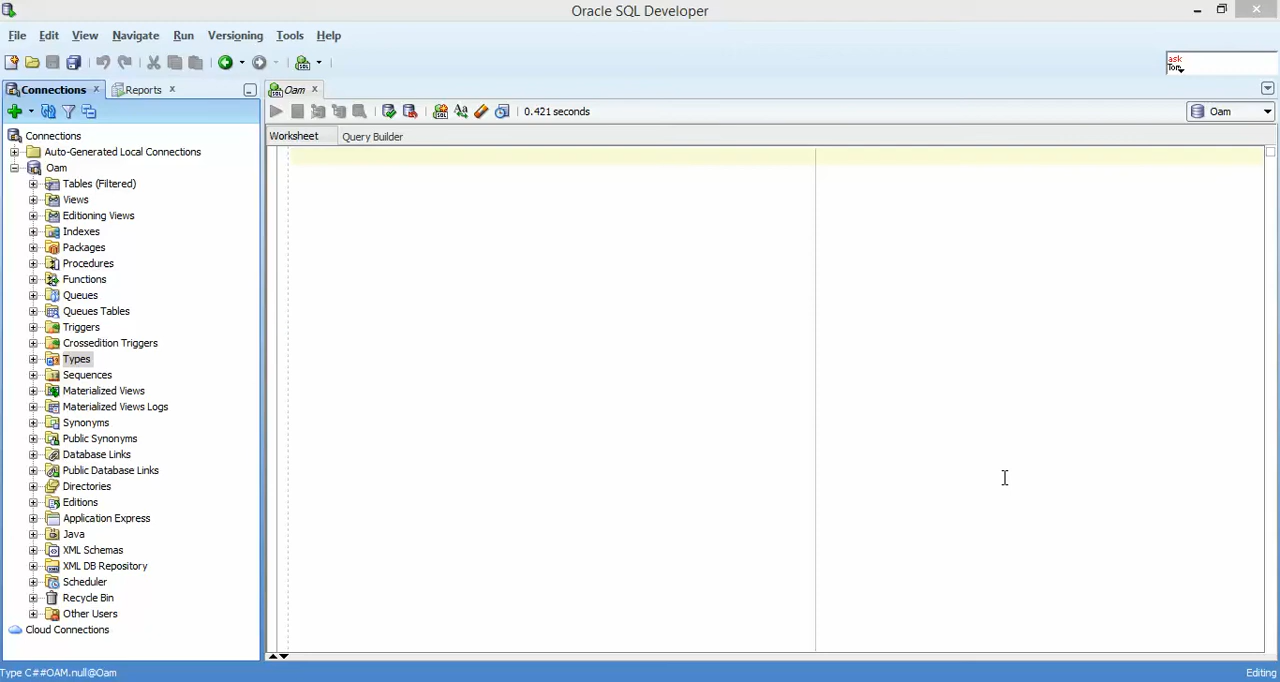 Oracle SQL Developer
File Edit View Navigate Run Versioning Tools Help
ask
Tom
Connections Reports Oam
0.421 seconds Oam
Worksheet Query Builder
Connections
Auto-Generated Local Connections
Oam
Tables (Filtered)
Views
Editioning Views
Indexes
Packages
Procedures
Functions
Queues
Queues Tables
Triggers
Crossedition Triggers
Types
Sequences
Materialized Views
Materialized Views Logs
Synonyms
Public Synonyms
Database Links
Public Database Links
Directories
Editions
Application Express
Java
XML Schemas
XML DB Repository
Scheduler
Recycle Bin
Other Users
Cloud Connections
Type C##OAM.null@Oam Editing